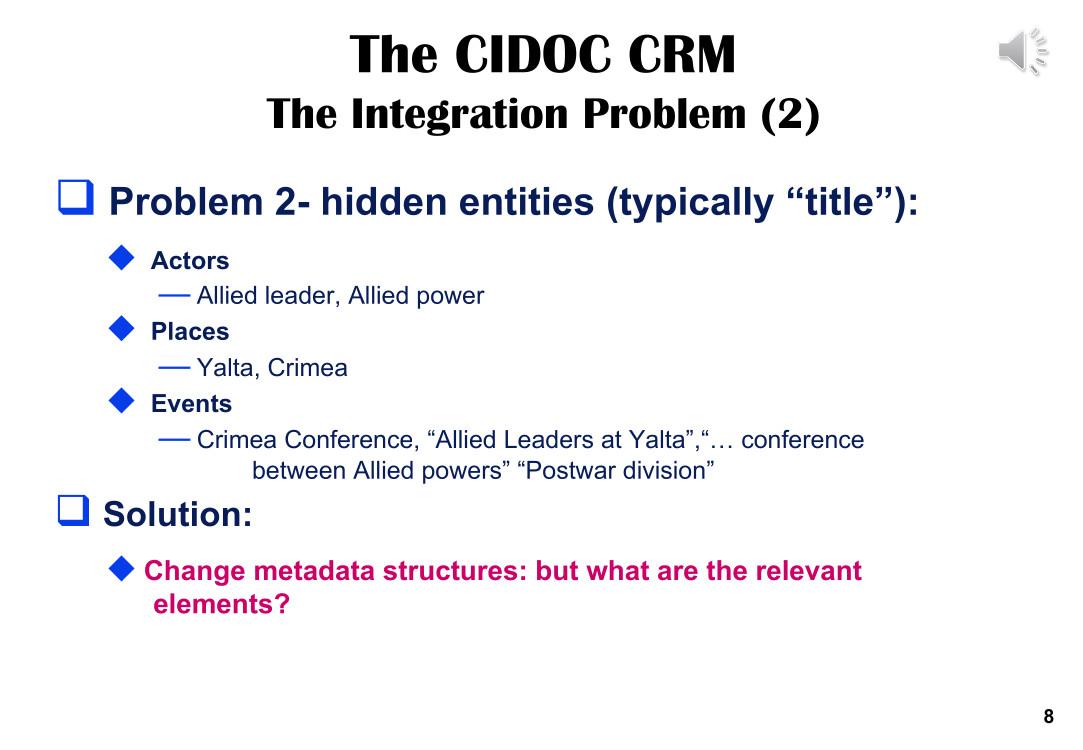 The CIDOC CRM
The Integration Problem (2)
Problem 2- hidden entities (typically “title”):
Actors
— Allied leader, Allied power
Places
— Yalta, Crimea
Events
— Crimea Conference, “Allied Leaders at Yalta”,“… conference
between Allied powers” “Postwar division”
Solution:
Change metadata structures: but what are the relevant
elements?
8